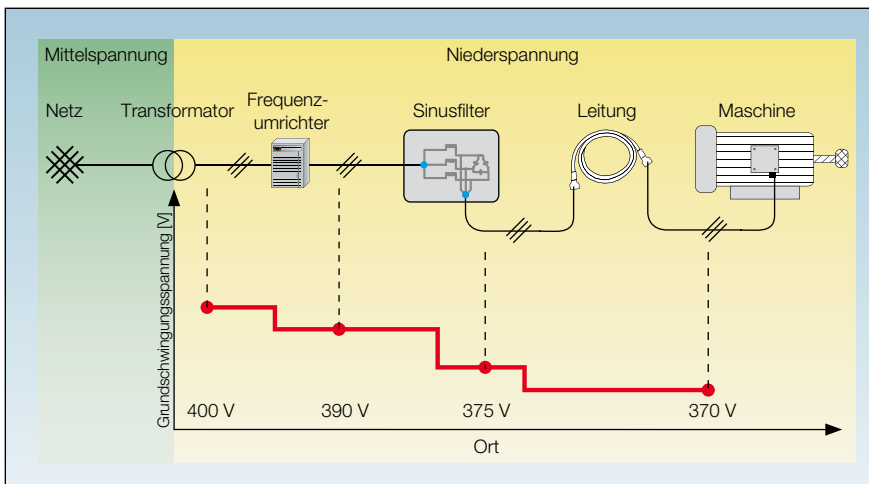 Mittelspannung
Niederspannung
Netz
Transformator
Frequenz-
umrichter
Sinusfilter
Leitung
Maschine
Grundschwingungsspannung [V]
400 V
390 V
375 V
370 V
Ort